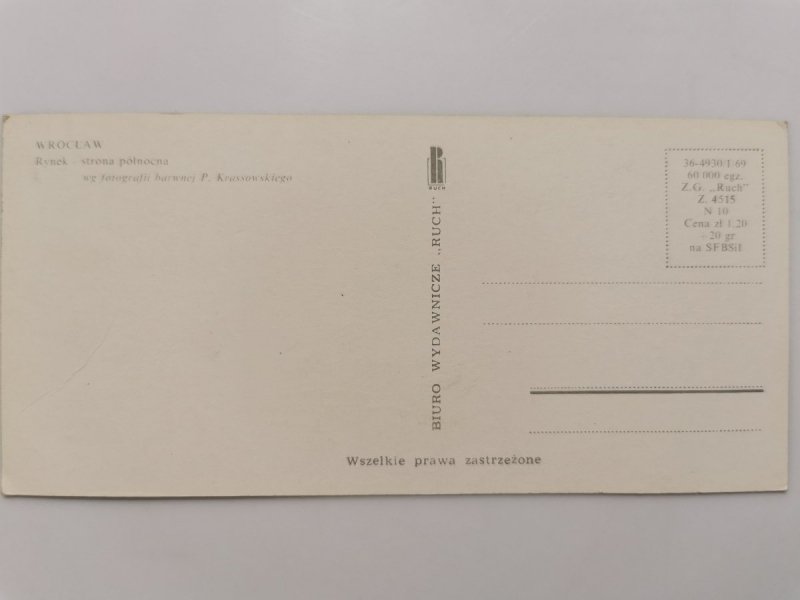 WROCŁAW
Rynek - strona północna
wg fotografii barwnej P. Krassowskiego
RUCH
BIURO WYDAWNICZE „RUCH"
36-4930/I/69
60 000 egz.
Z.G. „Ruch"
Z. 4515
N 10
Cena zł 1.20
+ 20 gr
na SFBSiI
Wszelkie prawa zastrzeżone